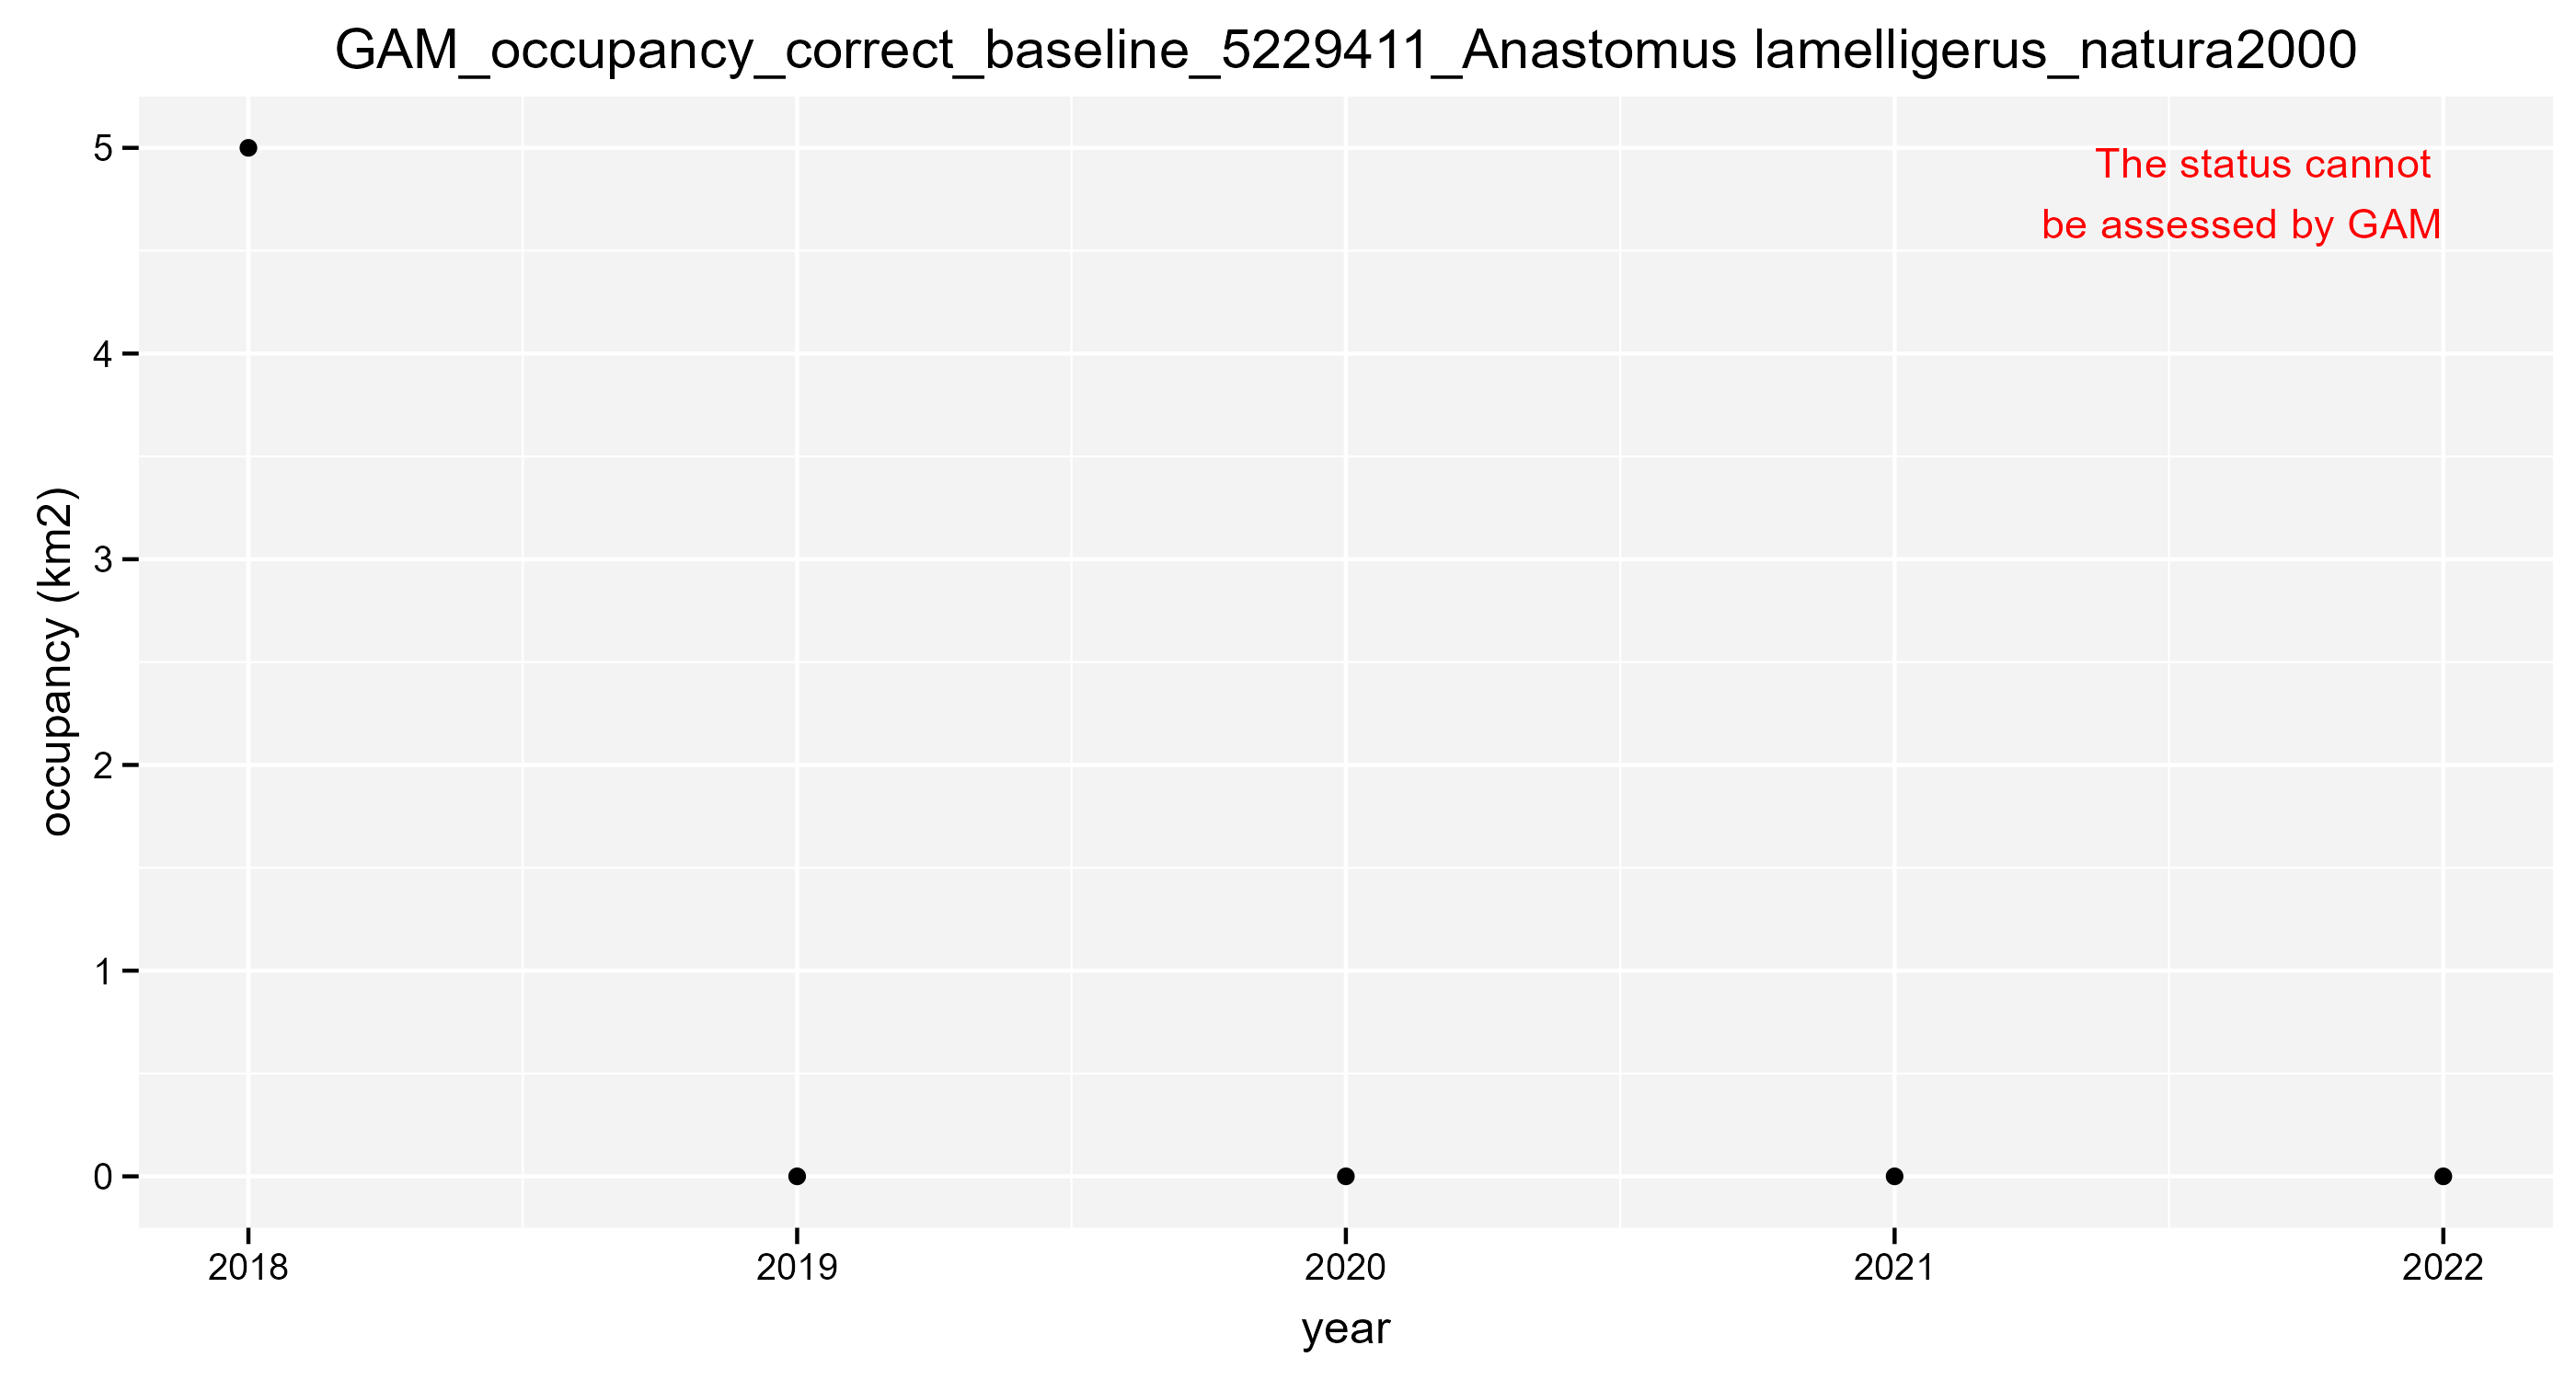 GAM_occupancy_correct_baseline_5229411_Anastomus lamelligerus_natura2000
The status cannot
be assessed by GAM
occupancy (km2)
5
4
3
2
1
0
2018 2019 2020 2021 2022
year